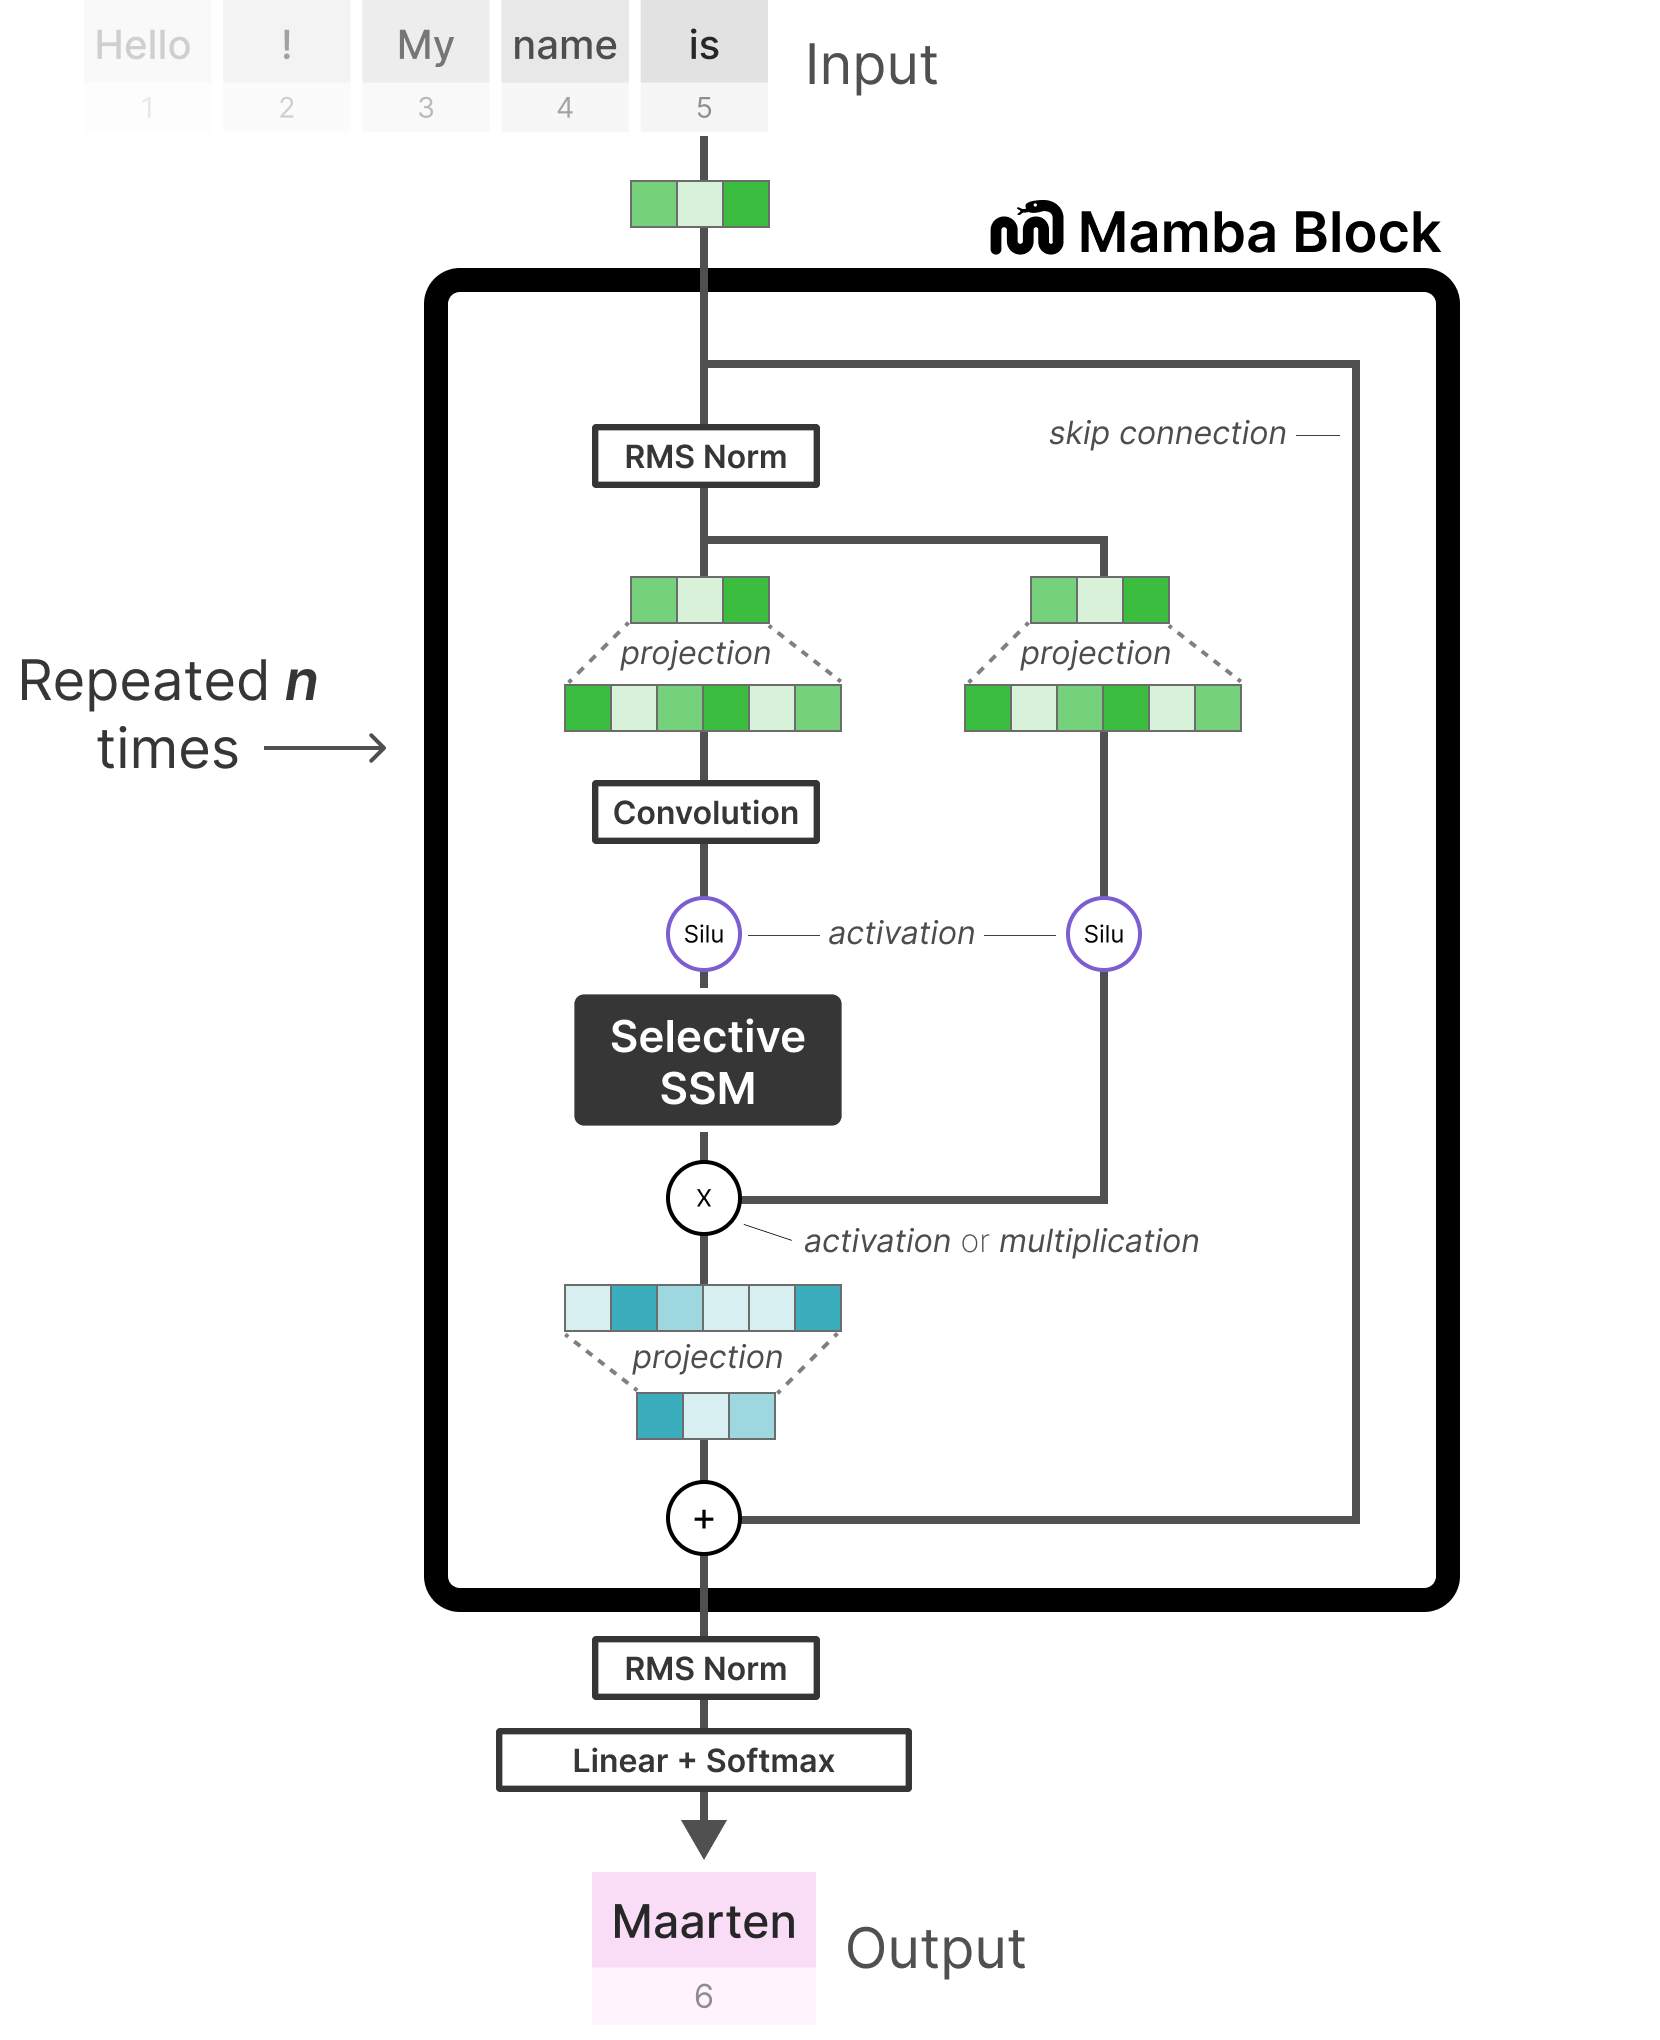 Hello ! My name is
1 2 3 4 5
Input
Mamba Block
skip connection
RMS Norm
projection projection
Repeated n
times
Convolution
Silu activation Silu
Selective
SSM
X
activation or multiplication
projection
+
RMS Norm
Linear + Softmax
Maarten
6
Output